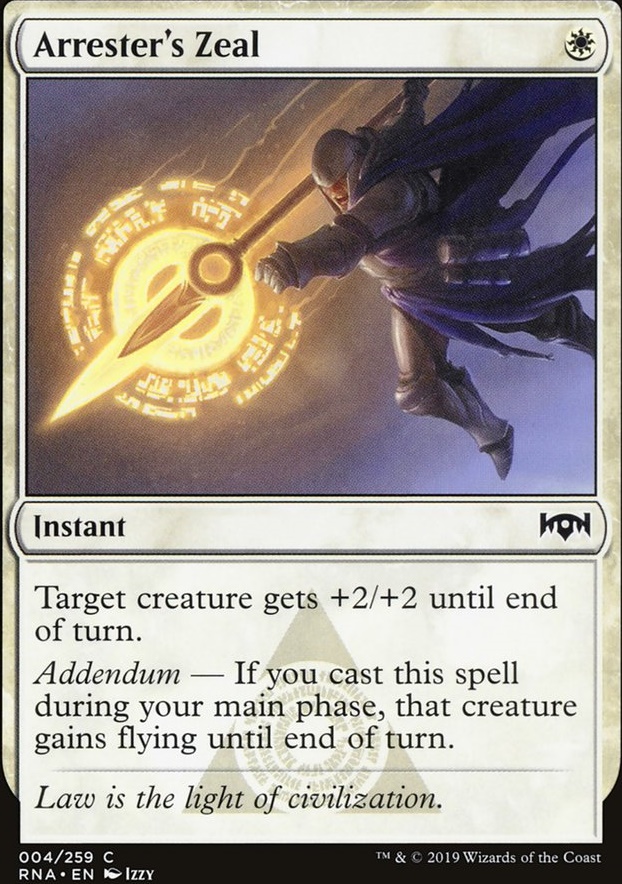 Arrester's Zeal
Instant
Target creature gets +2/+2 until end
of turn.
Addendum — If you cast this spell
during your main phase, that creature
gains flying until end of turn.
Law is the light of civilization.
004/259 C
™ & © 2019 Wizards of the Coast
RNA • EN Izzy